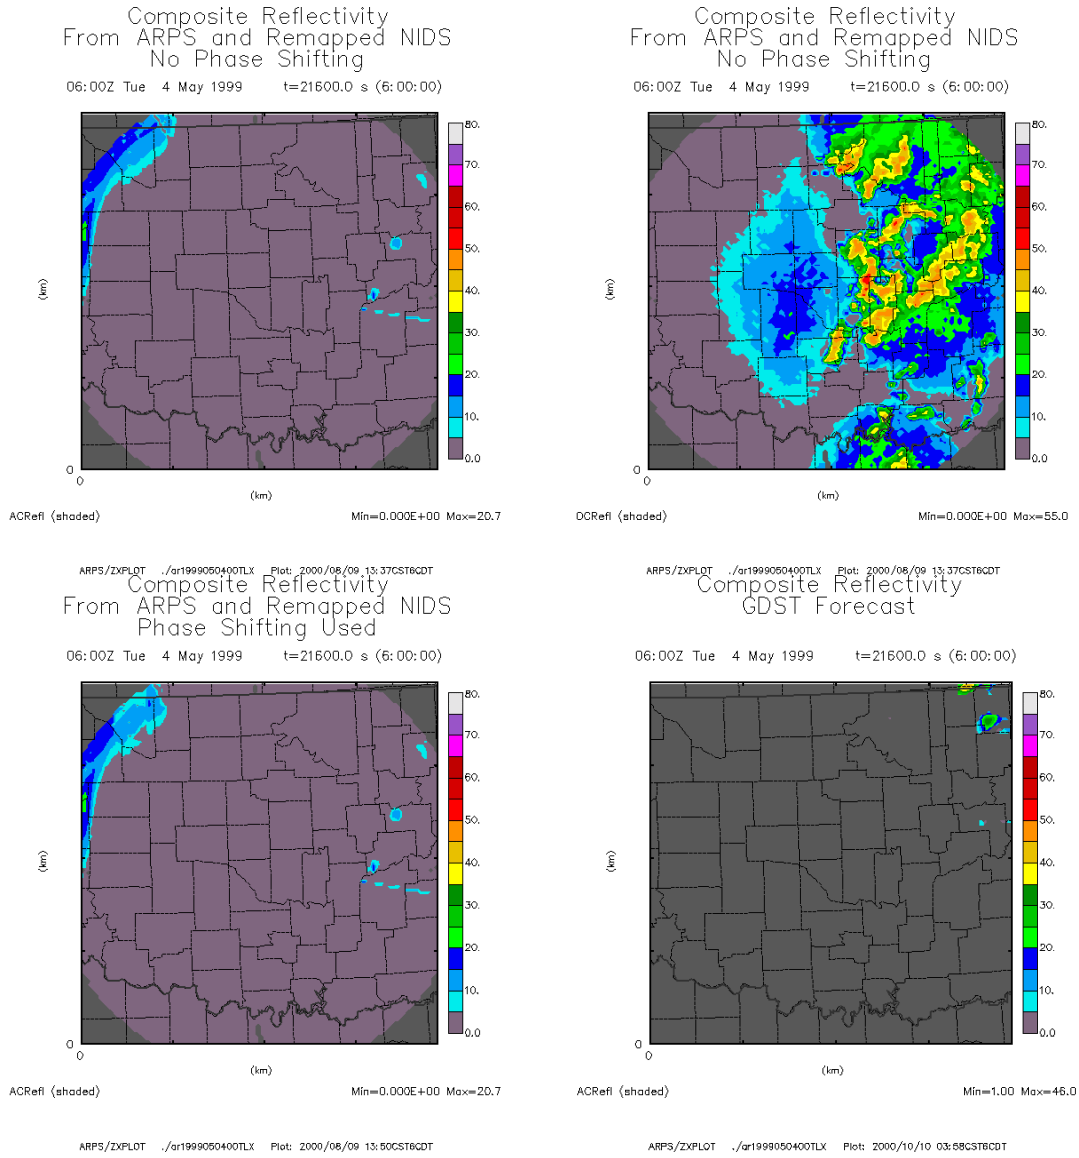 Composite Reflectivity
From ARPS and Remapped NIDS
No Phase Shifting
06:00Z Tue 4 May 1999 t=21600.0 s (6:00:00)
80.
70.
60.
50.
40.
30.
20.
10.
0.0
(km)
0
0
(km)
ACRefl (shaded) Min=0.000E+00 Max=20.7
ARPS/ZXPLOT ./ar1999050400TLX Plot: 2000/08/09 13:37CST6CDT
Composite Reflectivity
From ARPS and Remapped NIDS
No Phase Shifting
06:00Z Tue 4 May 1999 t=21600.0 s (6:00:00)
80.
70.
60.
50.
40.
30.
20.
10.
0.0
(km)
0
0
(km)
OCRefl (shaded) Min=0.000E+00 Max=55.0
ARPS/ZXPLOT ./ar1999050400TLX Plot: 2000/08/09 13:37CST6CDT
Composite Reflectivity
From ARPS and Remapped NIDS
Phase Shifting Used
06:00Z Tue 4 May 1999 t=21600.0 s (6:00:00)
80.
70.
60.
50.
40.
30.
20.
10.
0.0
(km)
0
0
(km)
ACRefl (shaded) Min=0.000E+00 Max=20.7
ARPS/ZXPLOT ./ar1999050400TLX Plot: 2000/08/09 13:50CST6CDT
Composite Reflectivity
GDST Forecast
06:00Z Tue 4 May 1999 t=21600.0 s (6:00:00)
80.
70.
60.
50.
40.
30.
20.
10.
0.0
(km)
0
0
(km)
ACRefl (shaded) Min=1.00 Max=46.0
ARPS/ZXPLOT ./ar1999050400TLX Plot: 2000/10/10 03:58CST6CDT